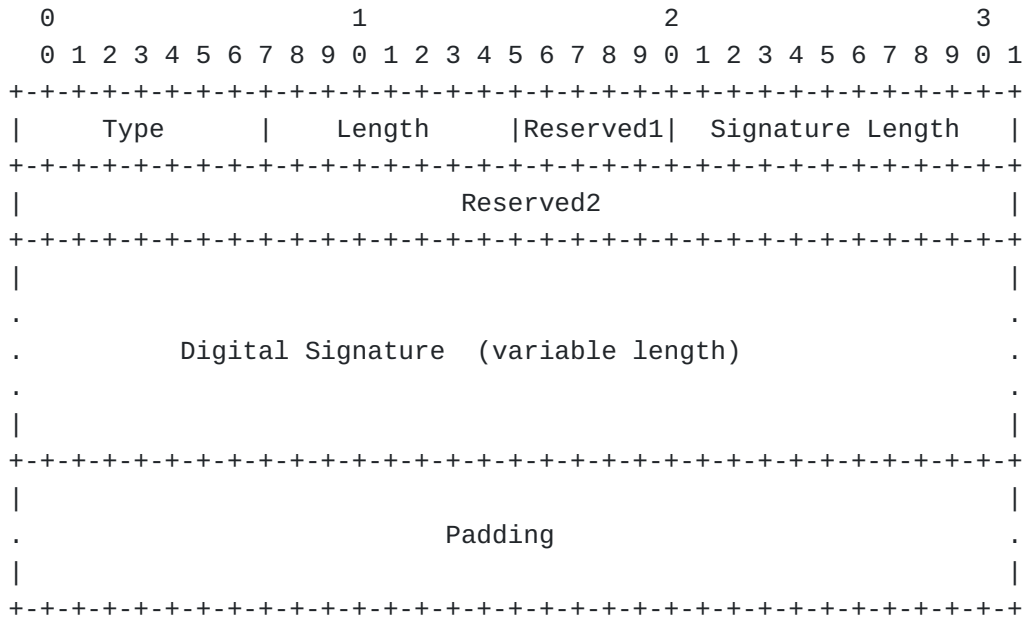 0                   1                   2                   3
0 1 2 3 4 5 6 7 8 9 0 1 2 3 4 5 6 7 8 9 0 1 2 3 4 5 6 7 8 9 0 1
+-+-+-+-+-+-+-+-+-+-+-+-+-+-+-+-+-+-+-+-+-+-+-+-+-+-+-+-+-+-+-+-+
|     Type      |    Length     |Reserved1|  Signature Length   |
+-+-+-+-+-+-+-+-+-+-+-+-+-+-+-+-+-+-+-+-+-+-+-+-+-+-+-+-+-+-+-+-+
|                            Reserved2                          |
+-+-+-+-+-+-+-+-+-+-+-+-+-+-+-+-+-+-+-+-+-+-+-+-+-+-+-+-+-+-+-+-+
|                                                               |
.                                                               .
.          Digital Signature  (variable length)                 .
.                                                               .
|                                                               |
+-+-+-+-+-+-+-+-+-+-+-+-+-+-+-+-+-+-+-+-+-+-+-+-+-+-+-+-+-+-+-+-+
|                                                               |
.                           Padding                             .
|                                                               |
+-+-+-+-+-+-+-+-+-+-+-+-+-+-+-+-+-+-+-+-+-+-+-+-+-+-+-+-+-+-+-+-+